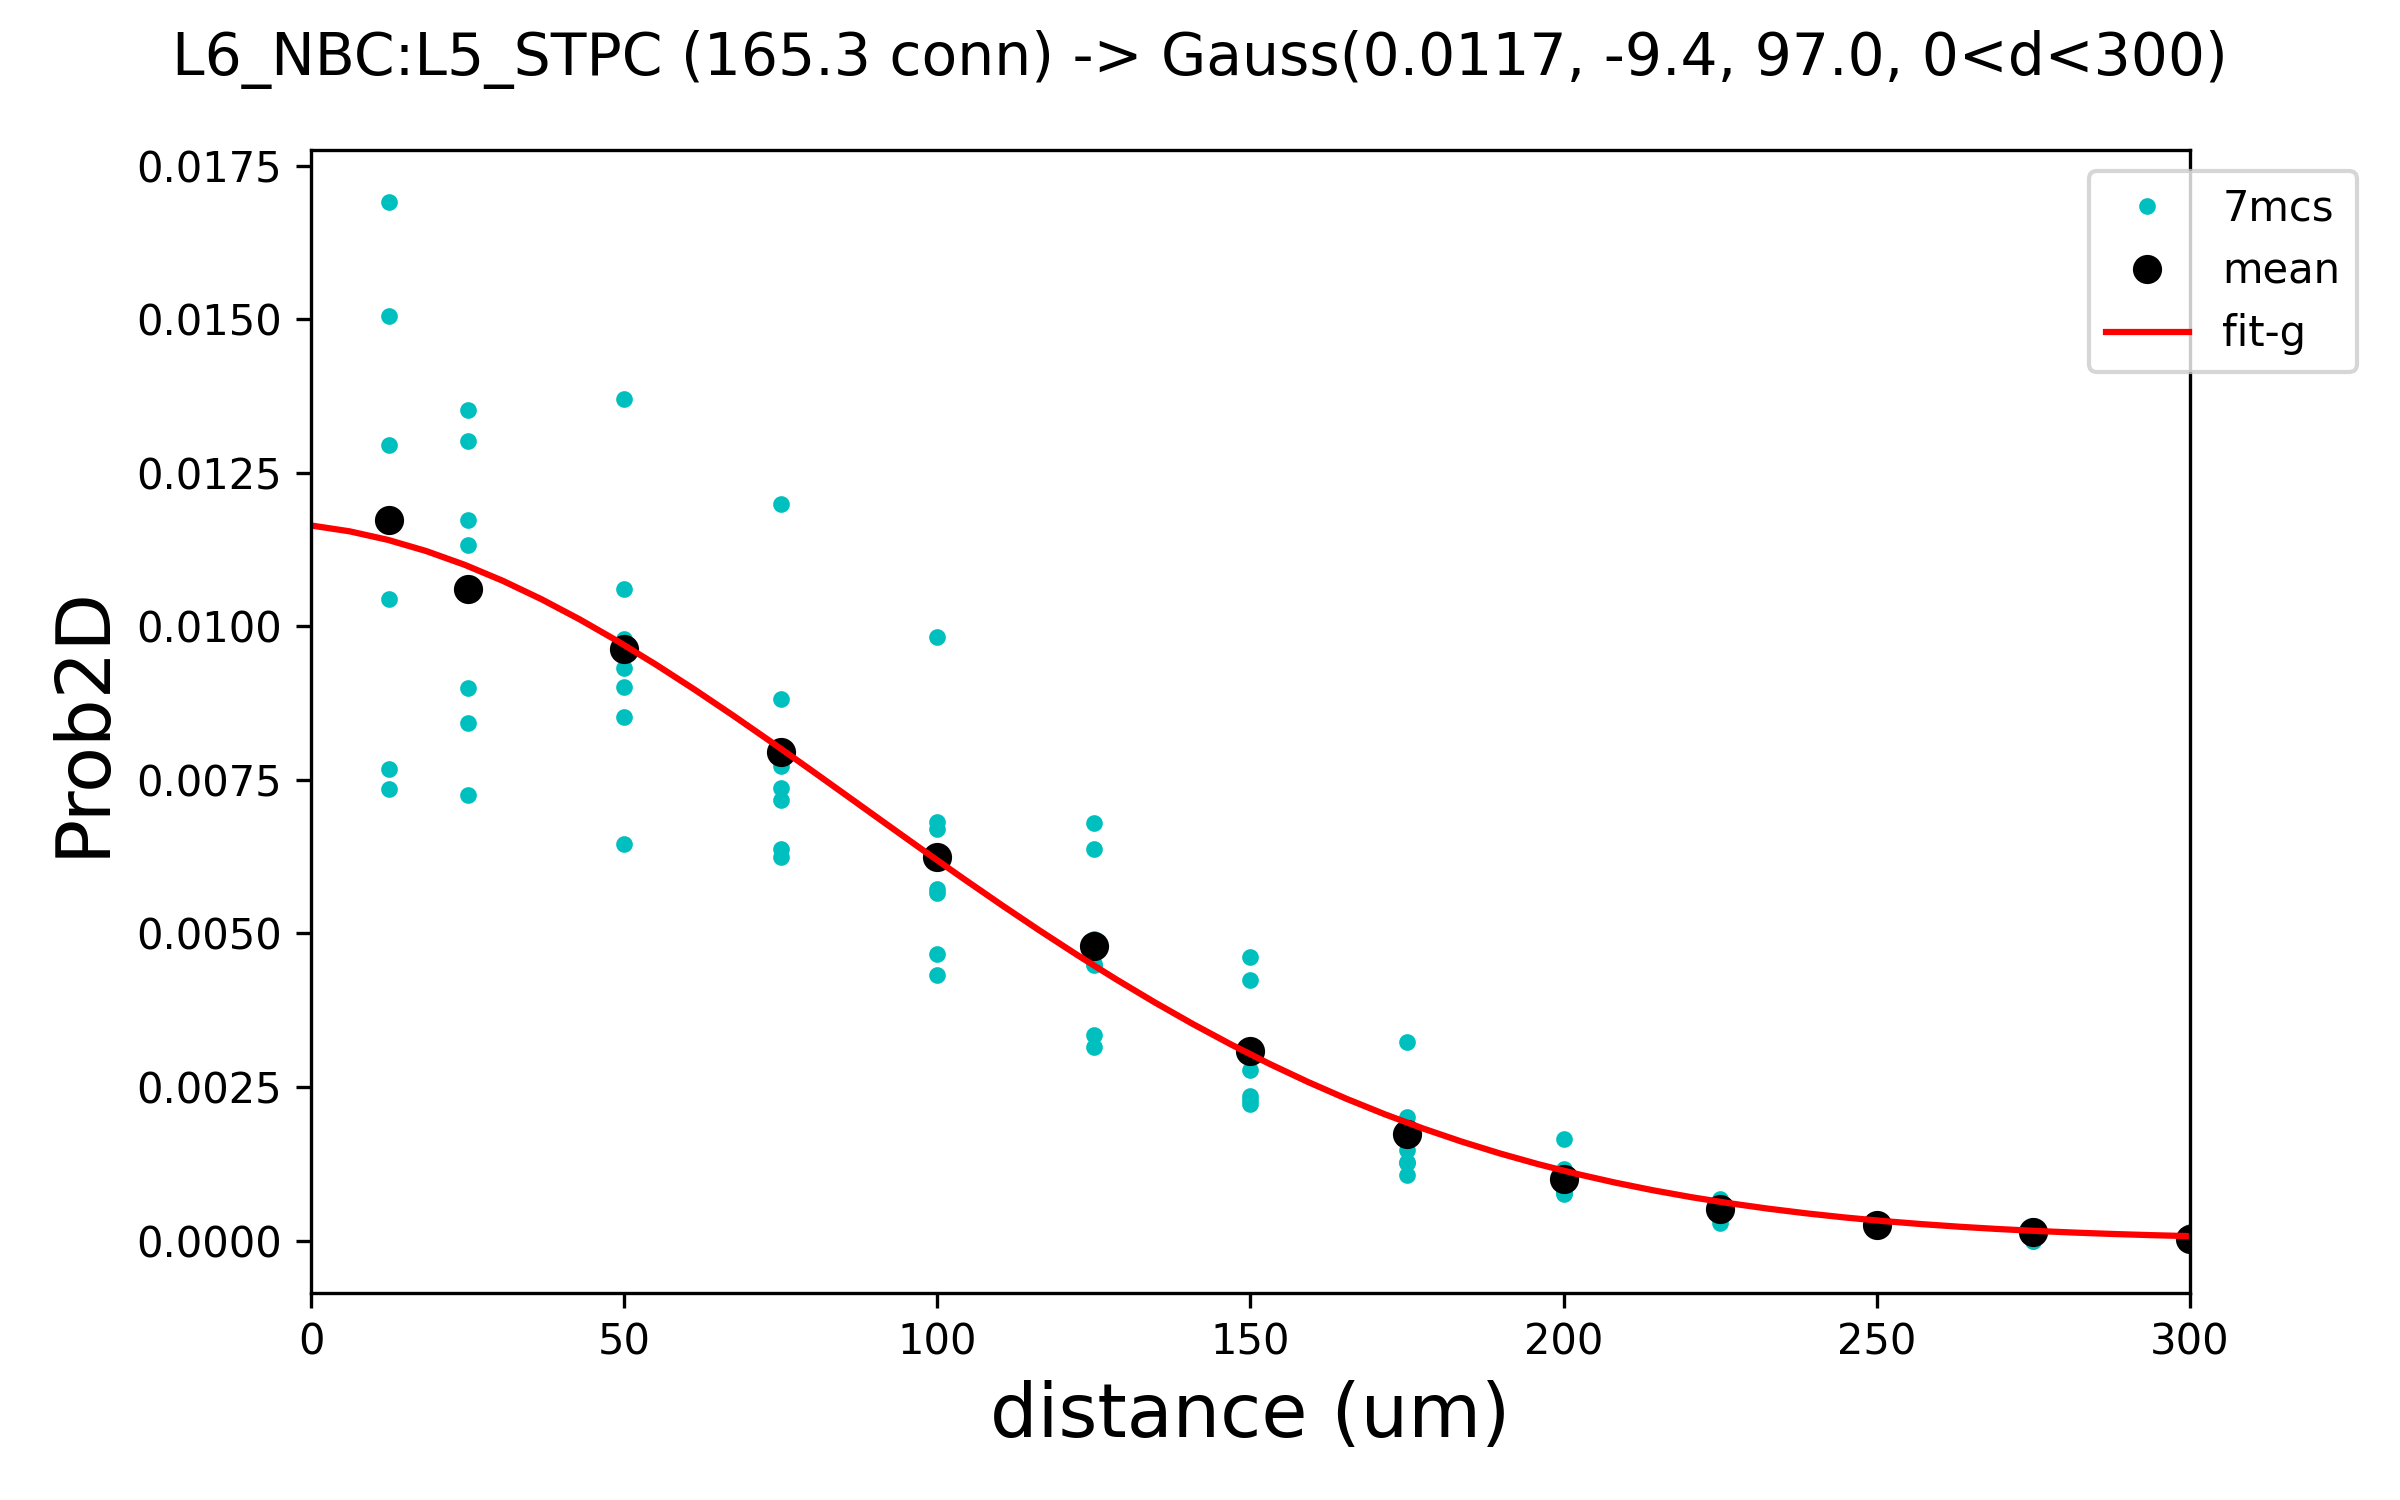 L6_NBC:L5_STPC (165.3 conn) -> Gauss(0.0117, -9.4, 97.0, 0<d<300)
0.0175
0.0150
0.0125
0.0100
0.0075
0.0050
0.0025
0.0000
Prob2D
7mcs
mean
fit-g
0 50 100 150 200 250 300
distance (um)